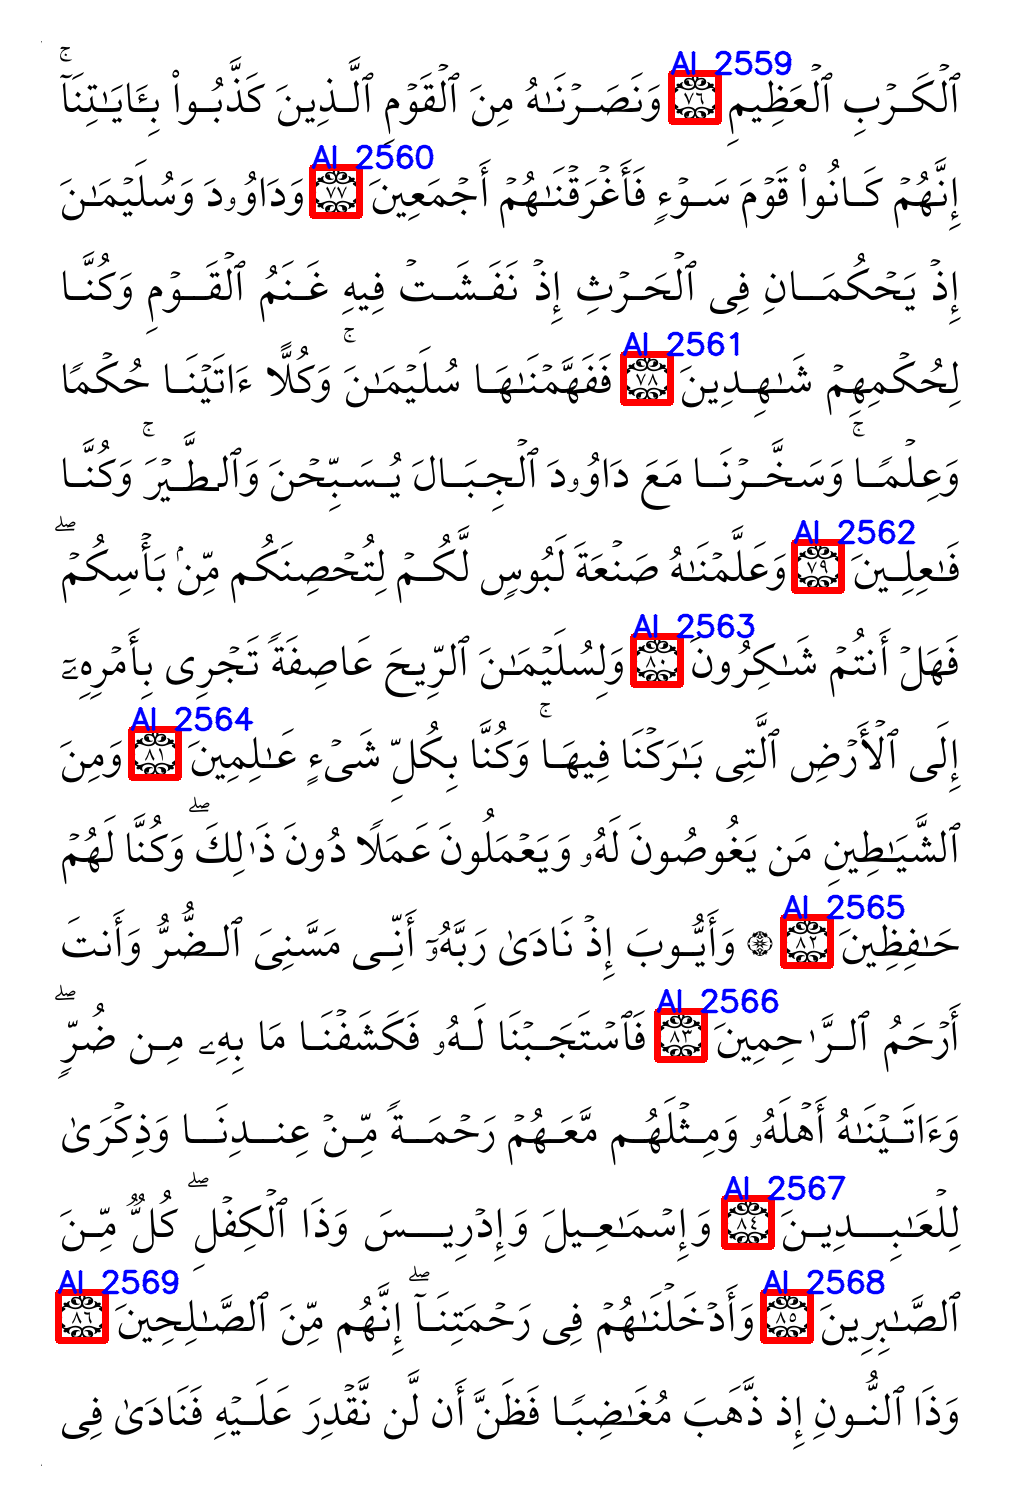 ٱلْكَرْبِ ٱلْعَظِيمِ ٧٦ AI_2559 وَنَصَرْنَٰهُ مِنَ ٱلْقَوْمِ ٱلَّذِينَ كَذَّبُوا۟ بِـَٔايَٰتِنَآ ۚ
إِنَّهُمْ كَانُوا۟ قَوْمَ سَوْءٍ فَأَغْرَقْنَٰهُمْ أَجْمَعِينَ ٧٧ AI_2560 وَدَاوُۥدَ وَسُلَيْمَٰنَ
إِذْ يَحْكُمَانِ فِى ٱلْحَرْثِ إِذْ نَفَشَتْ فِيهِ غَنَمُ ٱلْقَوْمِ وَكُنَّا
لِحُكْمِهِمْ شَٰهِدِينَ ٧٨ AI_2561 فَفَهَّمْنَٰهَا سُلَيْمَٰنَ ۚ وَكُلًّا ءَاتَيْنَا حُكْمًا
وَعِلْمًا ۚ وَسَخَّرْنَا مَعَ دَاوُۥدَ ٱلْجِبَالَ يُسَبِّحْنَ وَٱلطَّيْرَ ۚ وَكُنَّا
فَٰعِلِينَ ٧٩ AI_2562 وَعَلَّمْنَٰهُ صَنْعَةَ لَبُوسٍ لَّكُمْ لِتُحْصِنَكُم مِّنۢ بَأْسِكُمْ ۖ
فَهَلْ أَنتُمْ شَٰكِرُونَ ٨٠ AI_2563 وَلِسُلَيْمَٰنَ ٱلرِّيحَ عَاصِفَةً تَجْرِى بِأَمْرِهِۦٓ
إِلَى ٱلْأَرْضِ ٱلَّتِى بَٰرَكْنَا فِيهَا ۚ وَكُنَّا بِكُلِّ شَىْءٍ عَٰلِمِينَ ٨١ AI_2564 وَمِنَ
ٱلشَّيَٰطِينِ مَن يَغُوصُونَ لَهُۥ وَيَعْمَلُونَ عَمَلًا دُونَ ذَٰلِكَ ۖ وَكُنَّا لَهُمْ
حَٰفِظِينَ ٨٢ AI_2565 ۞ وَأَيُّوبَ إِذْ نَادَىٰ رَبَّهُۥٓ أَنِّى مَسَّنِىَ ٱلضُّرُّ وَأَنتَ
أَرْحَمُ ٱلرَّٰحِمِينَ ٨٣ AI_2566 فَٱسْتَجَبْنَا لَهُۥ فَكَشَفْنَا مَا بِهِۦ مِن ضُرٍّ ۖ
وَءَاتَيْنَٰهُ أَهْلَهُۥ وَمِثْلَهُم مَّعَهُمْ رَحْمَةً مِّنْ عِندِنَا وَذِكْرَىٰ
لِلْعَٰبِدِينَ ٨٤ AI_2567 وَإِسْمَٰعِيلَ وَإِدْرِيسَ وَذَا ٱلْكِفْلِ ۖ كُلٌّ مِّنَ
ٱلصَّٰبِرِينَ ٨٥ AI_2568 وَأَدْخَلْنَٰهُمْ فِى رَحْمَتِنَآ ۖ إِنَّهُم مِّنَ ٱلصَّٰلِحِينَ ٨٦ AI_2569
وَذَا ٱلنُّونِ إِذ ذَّهَبَ مُغَٰضِبًا فَظَنَّ أَن لَّن نَّقْدِرَ عَلَيْهِ فَنَادَىٰ فِى